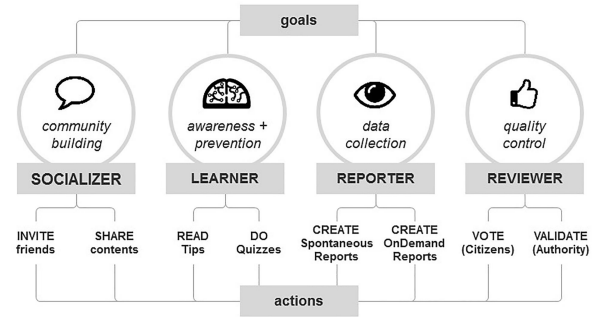 goals
community
building
awareness +
prevention
data
collection
quality
control
SOCIALIZER
LEARNER
REPORTER
REVIEWER
INVITE
friends
SHARE
contents
READ
Tips
DO
Quizzes
CREATE
Spontaneous
Reports
CREATE
OnDemand
Reports
VOTE
(Citizens)
VALIDATE
(Authority)
actions